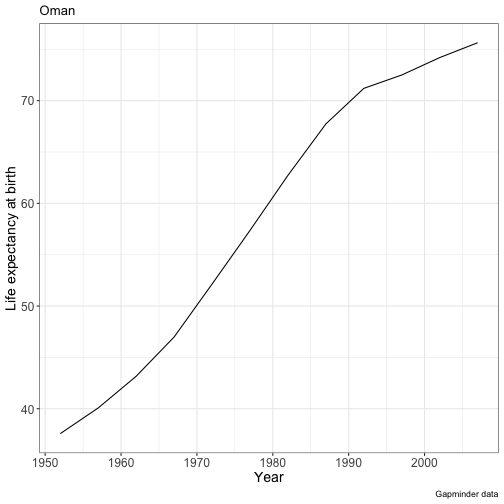 Oman
Life expectancy at birth
70
60
50
40
1950 1960 1970 1980 1990 2000
Year
Gapminder data